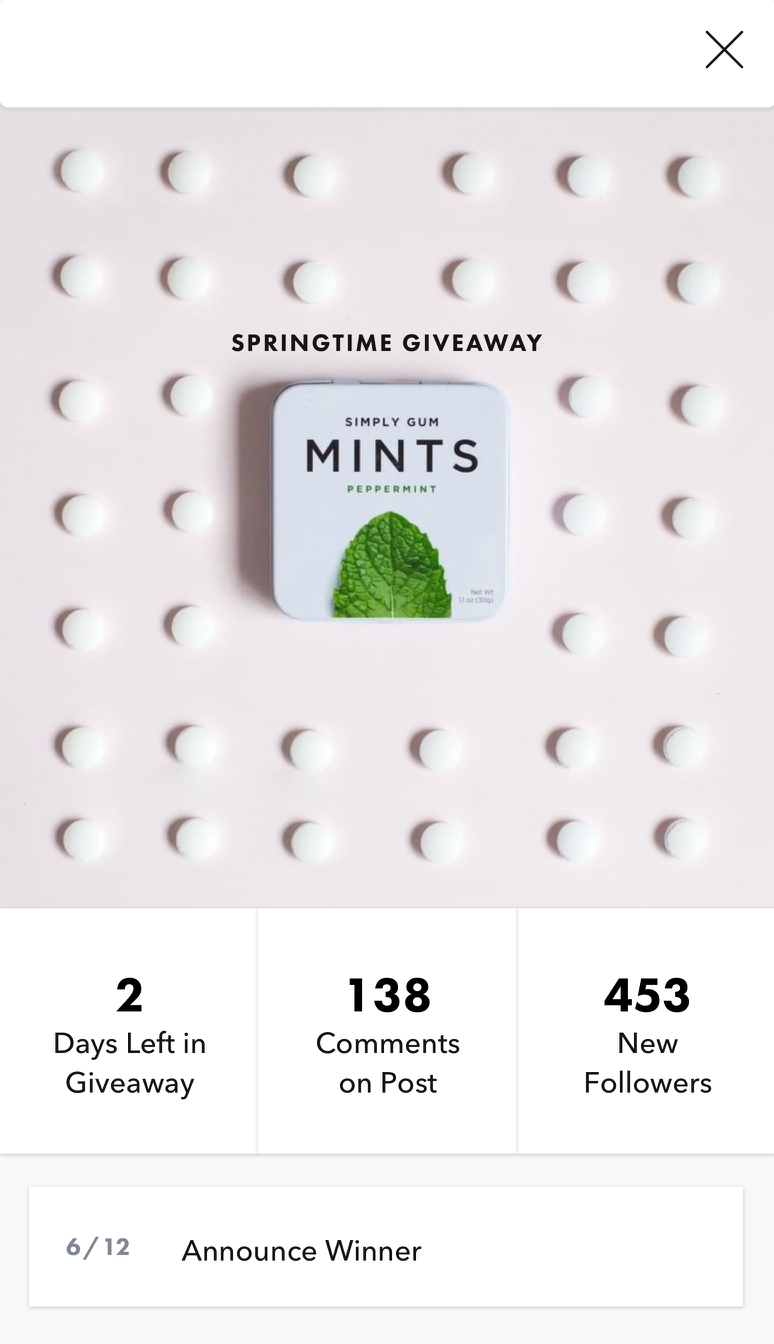 SPRINGTIME GIVEAWAY
SIMPLY GUM
MINTS
PEPPERMINT
Net Wt
1.1 oz (30g)
2
Days Left in
Giveaway
138
Comments
on Post
453
New
Followers
6/12 Announce Winner